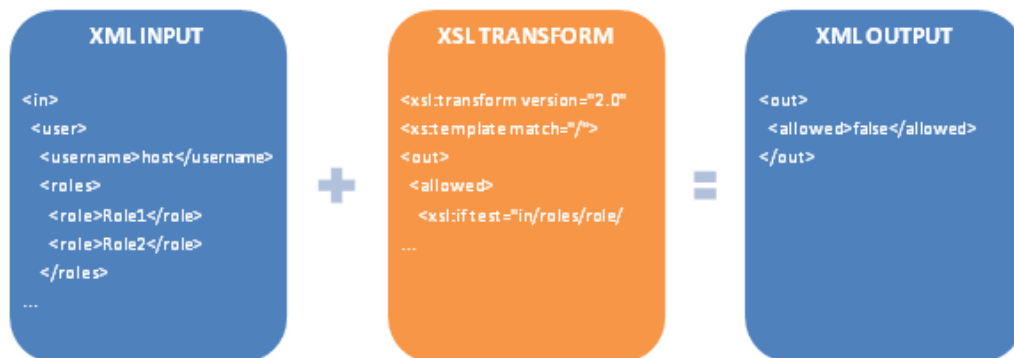 XML INPUT
<in>
<user>
<username>host</username>
<roles>
<role>Role1</role>
<role>Role2</role>
</roles>
...
XSL TRANSFORM
<xsl:transform version="2.0"
<xs:template match="/">
<out>
<allowed>
<xsl:if test="in/roles/role/
...
XML OUTPUT
<out>
<allowed>false</allowed>
</out>